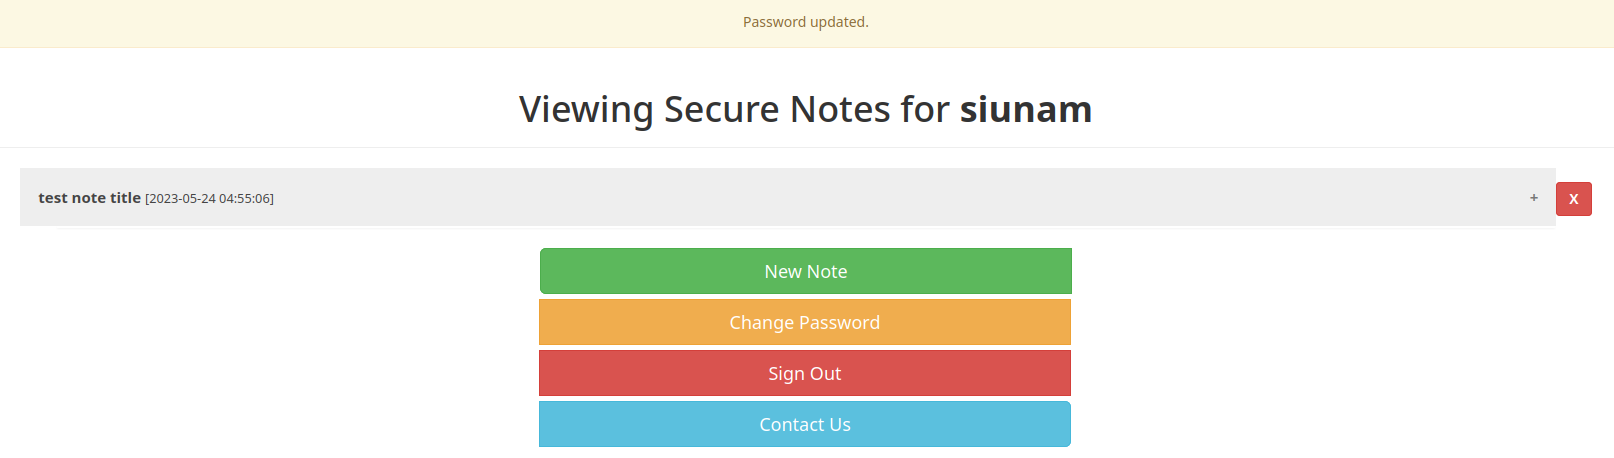 Password updated.
Viewing Secure Notes for siunam
test note title [2023-05-24 04:55:06] + X
New Note
Change Password
Sign Out
Contact Us